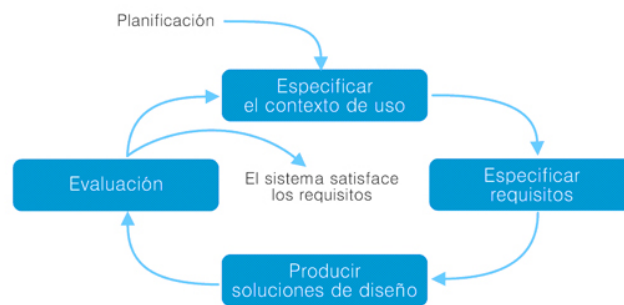 Planificación
Especificar
el contexto de uso
Evaluación
El sistema satisface
los requisitos
Especificar
requisitos
Producir
soluciones de diseño